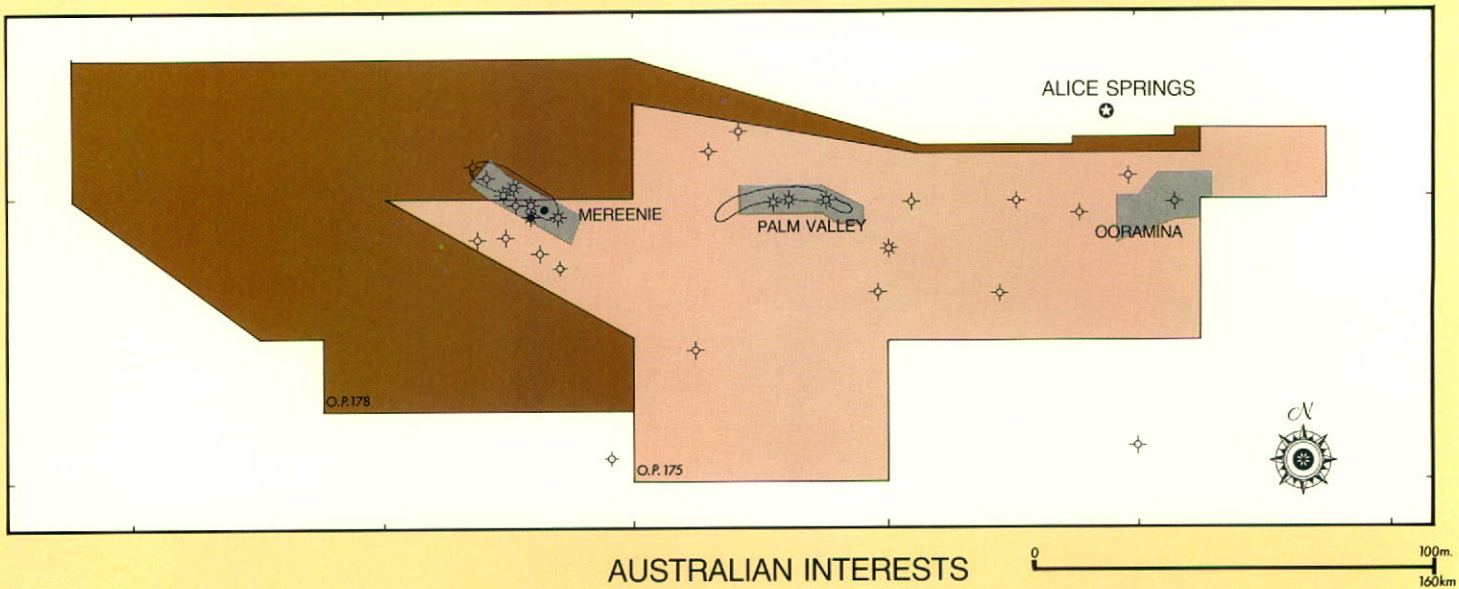 ALICE SPRINGS
MEREENIE
PALM VALLEY
OORAMINA
O.P.178
O.P.175
N
AUSTRALIAN INTERESTS
0
100m.
160km